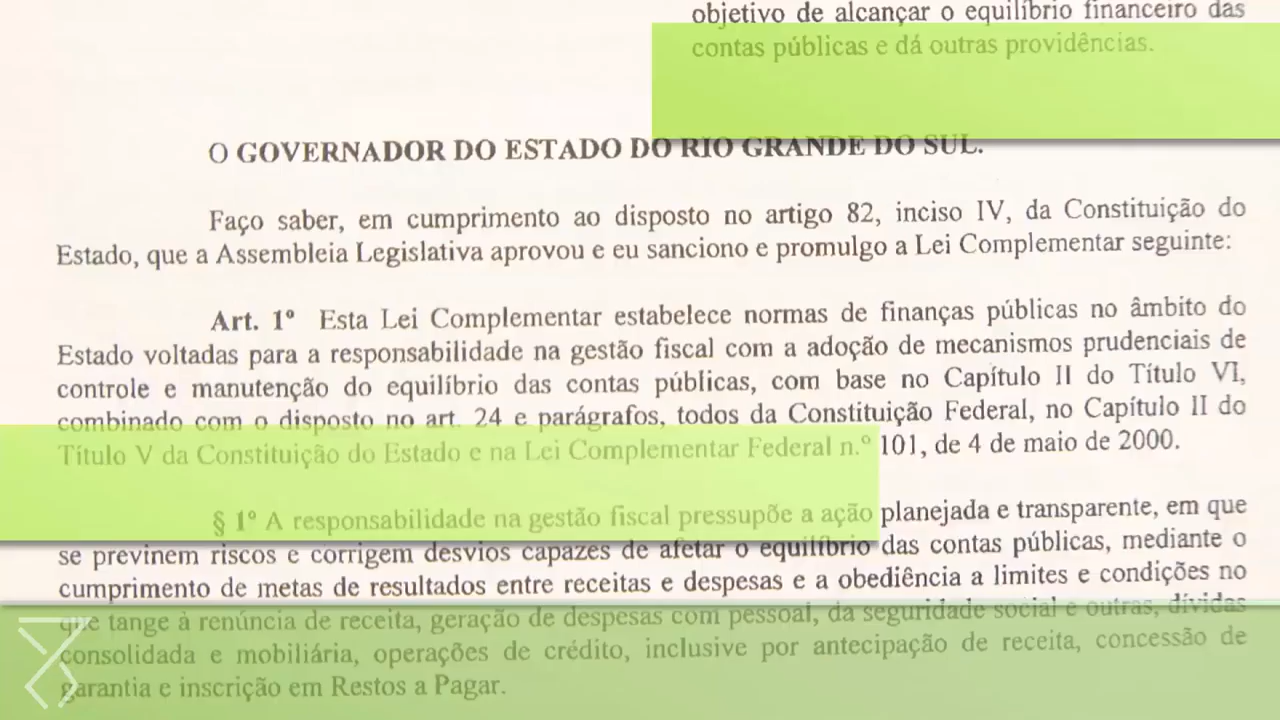 objetivo de alcançar o equilíbrio financeiro das
contas públicas e dá outras providências.
O GOVERNADOR DO ESTADO DO RIO GRANDE DO SUL.
Faço saber, em cumprimento ao disposto no artigo 82, inciso IV, da Constituição do
Estado, que a Assembleia Legislativa aprovou e eu sanciono e promulgo a Lei Complementar seguinte:
Art. 1º Esta Lei Complementar estabelece normas de finanças públicas no âmbito do
Estado voltadas para a responsabilidade na gestão fiscal com a adoção de mecanismos prudenciais de
controle e manutenção do equilíbrio das contas públicas, com base no Capítulo II do Título VI,
combinado com o disposto no art. 24 e parágrafos, todos da Constituição Federal, no Capítulo II do
Título V da Constituição do Estado e na Lei Complementar Federal n.º 101, de 4 de maio de 2000.
§ 1º A responsabilidade na gestão fiscal pressupõe a ação planejada e transparente, em que
se previnem riscos e corrigem desvios capazes de afetar o equilíbrio das contas públicas, mediante o
cumprimento de metas de resultados entre receitas e despesas e a obediência a limites e condições no
que tange à renúncia de receita, geração de despesas com pessoal, da seguridade social e outras, dívidas
consolidada e mobiliária, operações de crédito, inclusive por antecipação de receita, concessão de
garantia e inscrição em Restos a Pagar.